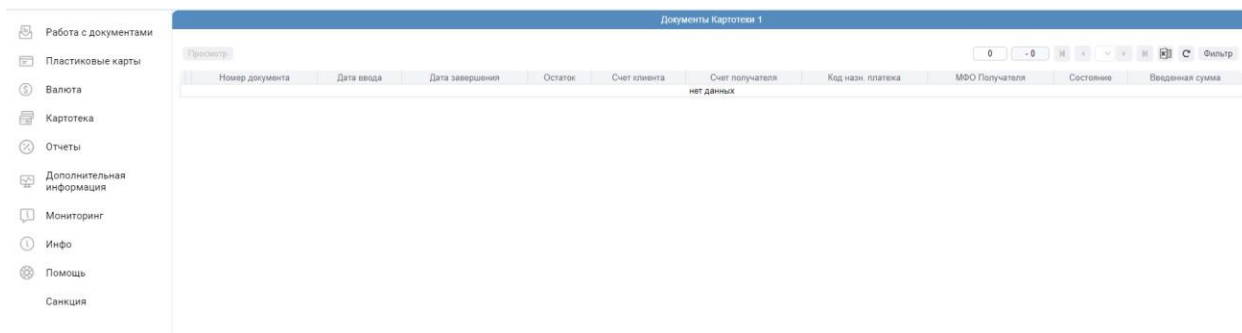 Документы Картотеки 1
Работа с документами
Пластиковые карты
Валюта
Картотека
Отчеты
Дополнительная
информация
Мониторинг
Инфо
Помощь
Санкция
Просмотр
0 - 0 Фильтр
Номер документа Дата ввода Дата завершения Остаток Счет клиента Счет получателя Код назн. платежа МФО Получателя Состояние Введенная сумма
нет данных